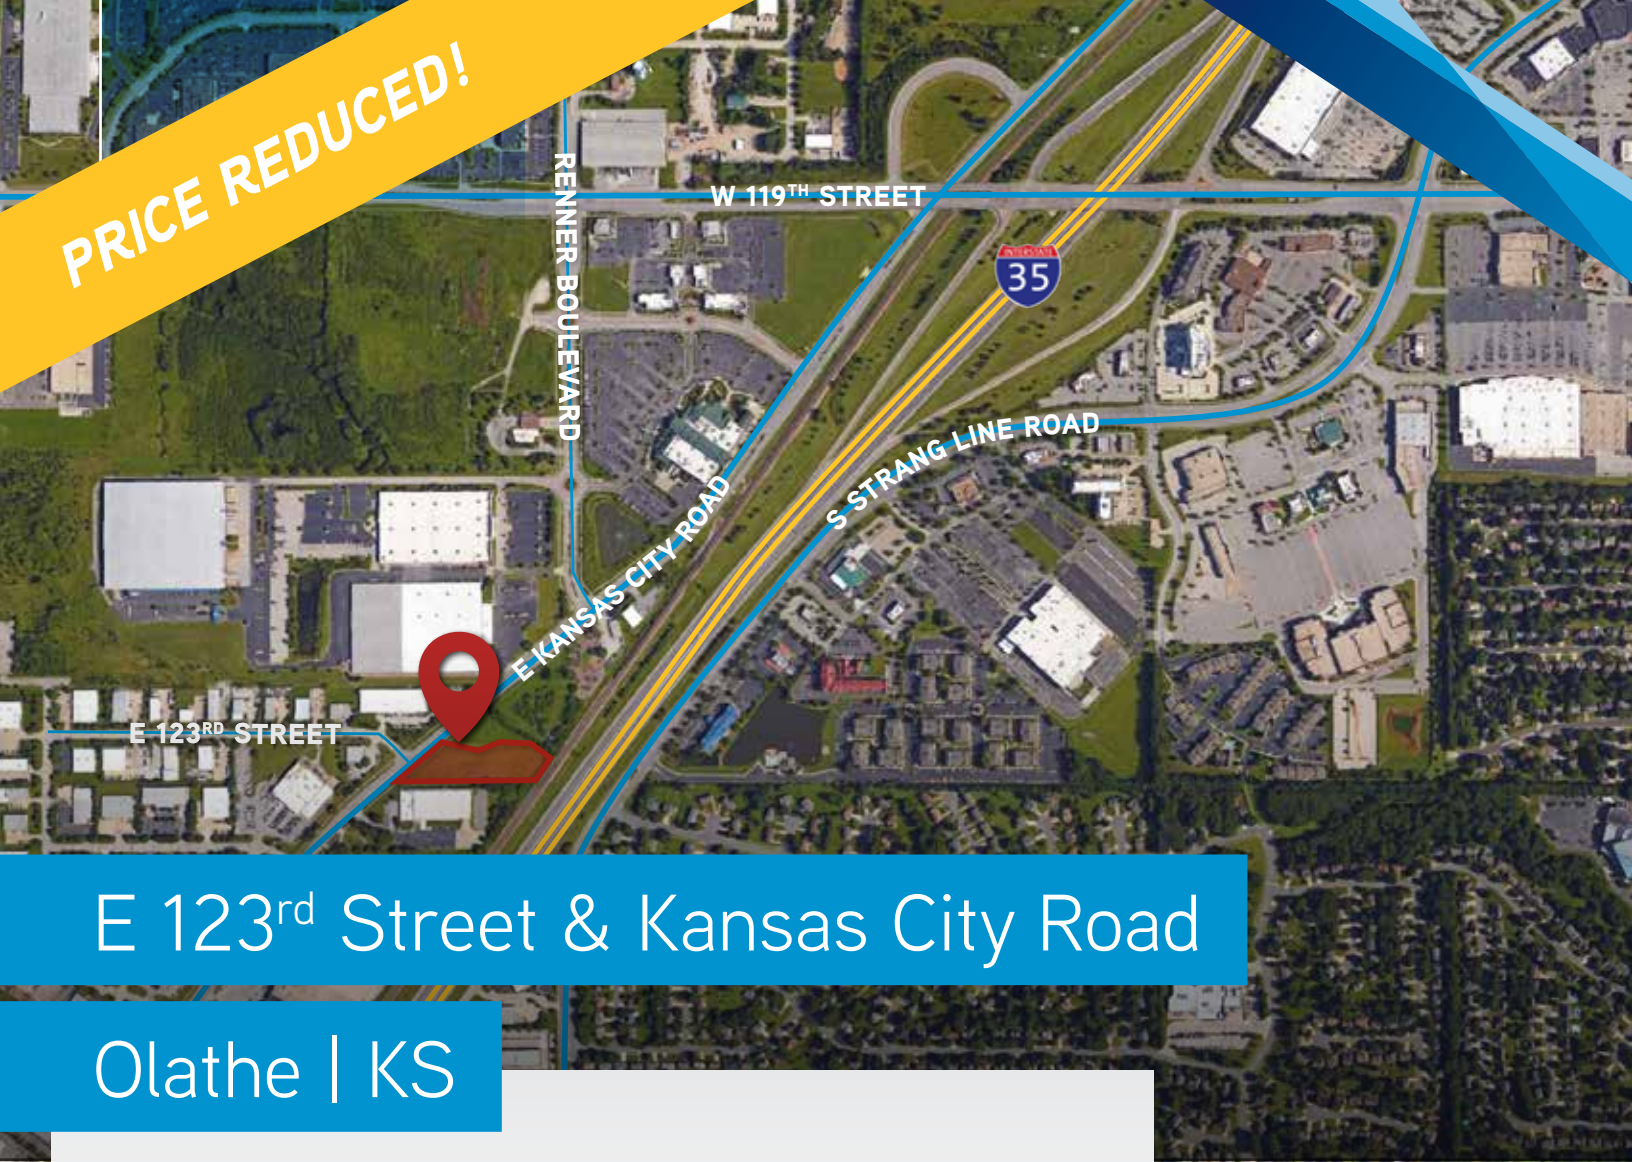 PRICE REDUCED!
W 119TH STREET
RENNER BOULEVARD
INTERSTATE
35
S STRANG LINE ROAD
E KANSAS CITY ROAD
E 123RD STREET
E 123rd Street & Kansas City Road
Olathe | KS